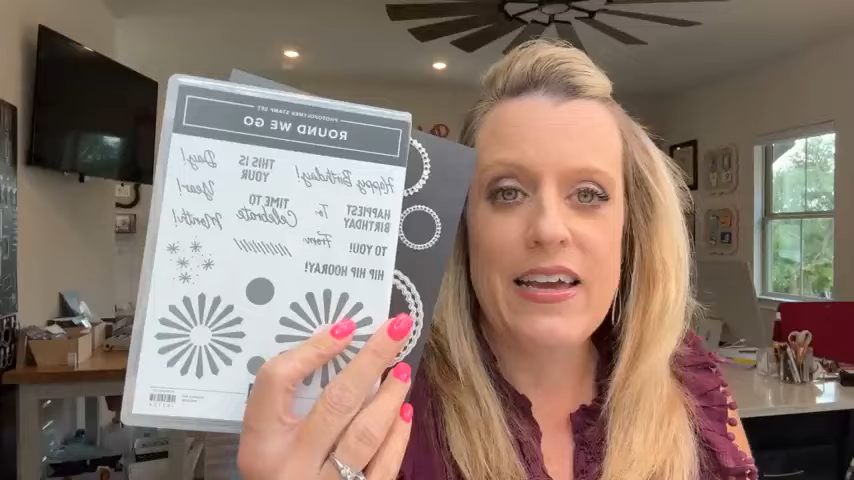 PHOTOPOLYMER STAMP SET
ROUND WE GO
Happy Birthday!
THIS IS YOUR
Day!
Year!
Month!
HAPPIEST BIRTHDAY
To:
TIME TO Celebrate
TO YOU!
From:
HIP HIP HOORAY!